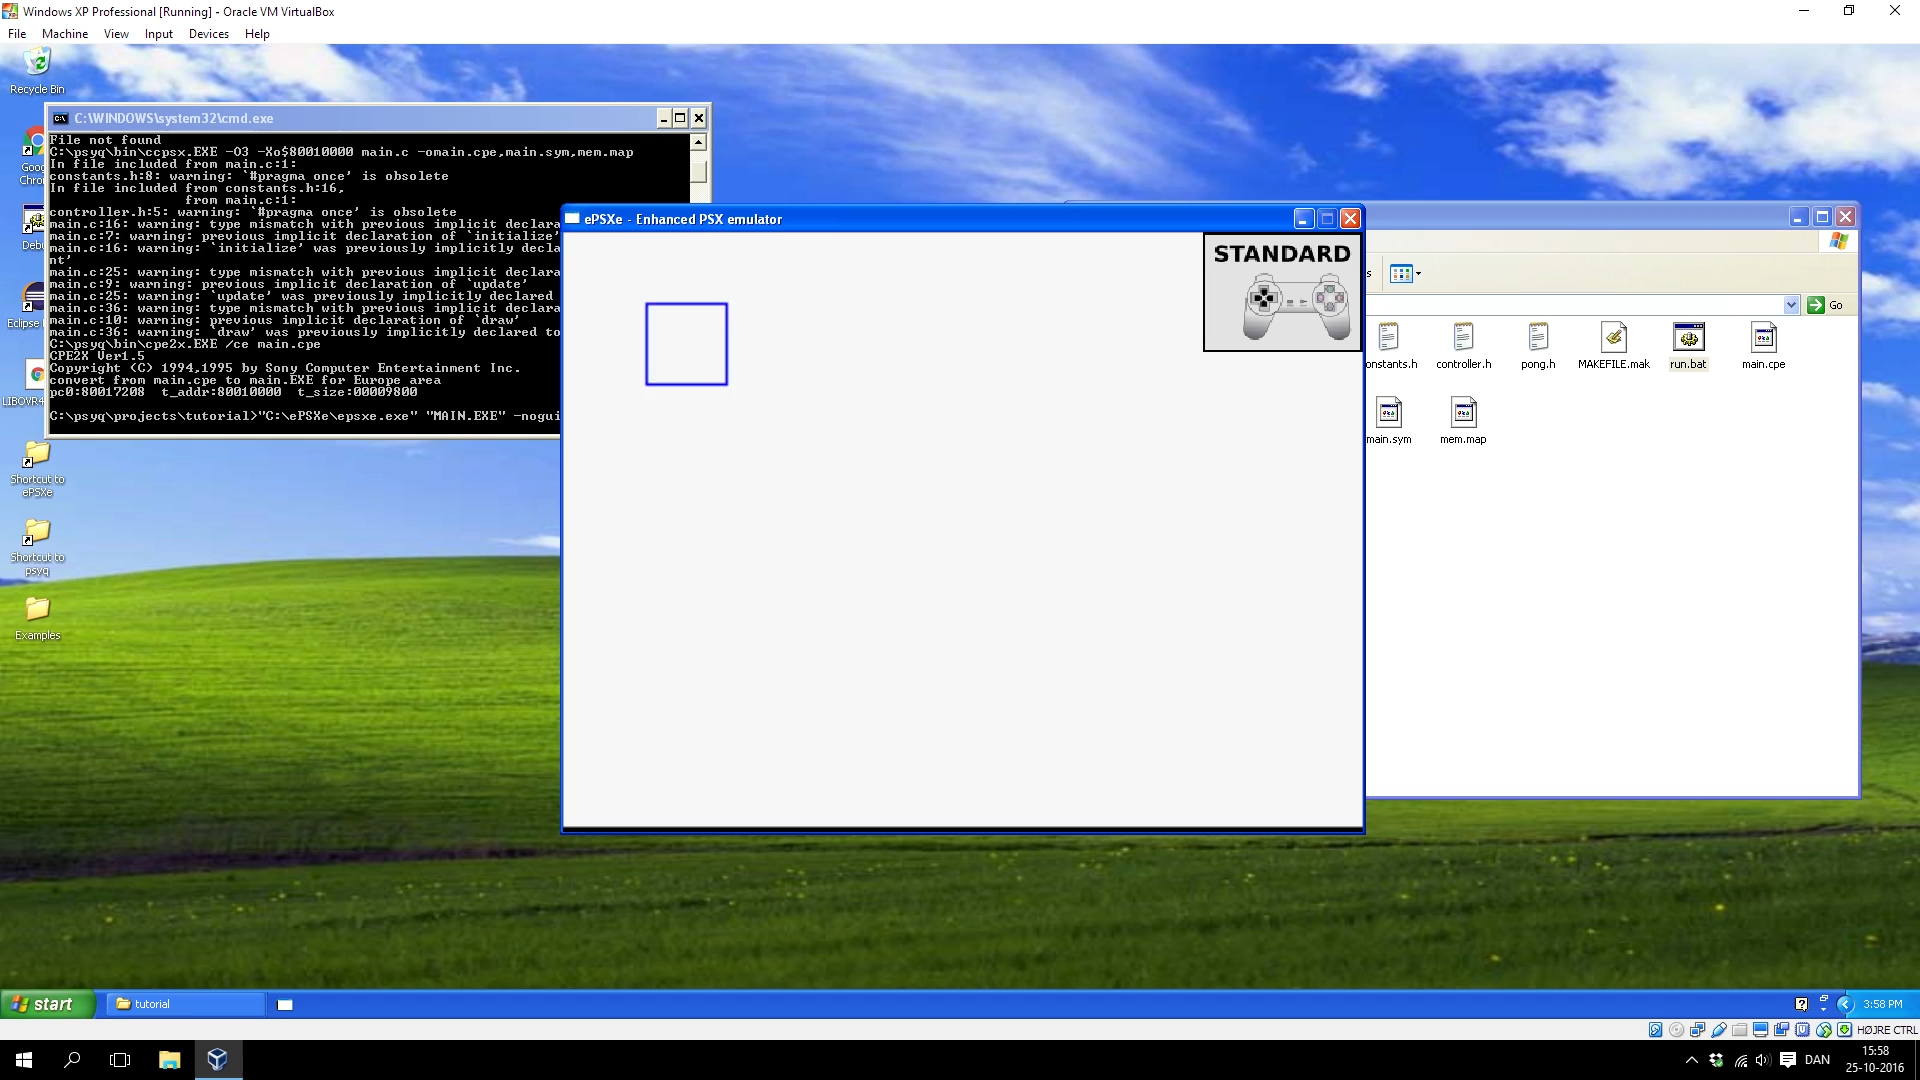 Windows XP Professional [Running] - Oracle VM VirtualBox
File Machine View Input Devices Help
Recycle Bin
C:\WINDOWS\system32\cmd.exe
File not found
C:\psyq\bin\ccpsx.EXE -O3 -Xo$80010000 main.c -omain.cpe,main.sym,mem.map
In file included from main.c:1:
constants.h:8: warning: `#pragma once' is obsolete
In file included from constants.h:16,
from main.c:1:
controller.h:5: warning: `#pragma once' is obsolete
main.c:16: warning: type mismatch with previous implicit declara
main.c:7: warning: previous implicit declaration of `initialize'
main.c:16: warning: `initialize' was previously implicitly decla
nt'
main.c:25: warning: type mismatch with previous implicit declara
main.c:9: warning: previous implicit declaration of `update'
main.c:25: warning: `update' was previously implicitly declared
main.c:36: warning: type mismatch with previous implicit declara
main.c:10: warning: previous implicit declaration of `draw'
main.c:36: warning: `draw' was previously implicitly declared to
C:\psyq\bin\cpe2x.EXE /ce main.cpe
CPE2X Ver1.5
Copyright (C) 1994,1995 by Sony Computer Entertainment Inc.
convert from main.cpe to main.EXE for Europe area
pc0:80017208 t_addr:80010000 t_size:00009800
C:\psyq\projects\tutorial>"C:\ePSXe\epsxe.exe" "MAIN.EXE" -nogui
Goo
Chro
Debu
Eclipse
LIBOVR4
Shortcut to
ePSXe
Shortcut to
psyq
Examples
ePSXe - Enhanced PSX emulator
STANDARD
s
Go
onstants.h controller.h pong.h MAKEFILE.mak run.bat main.cpe
main.sym mem.map
start tutorial 3:58 PM
HØJRE CTRL
DAN
15:58
25-10-2016